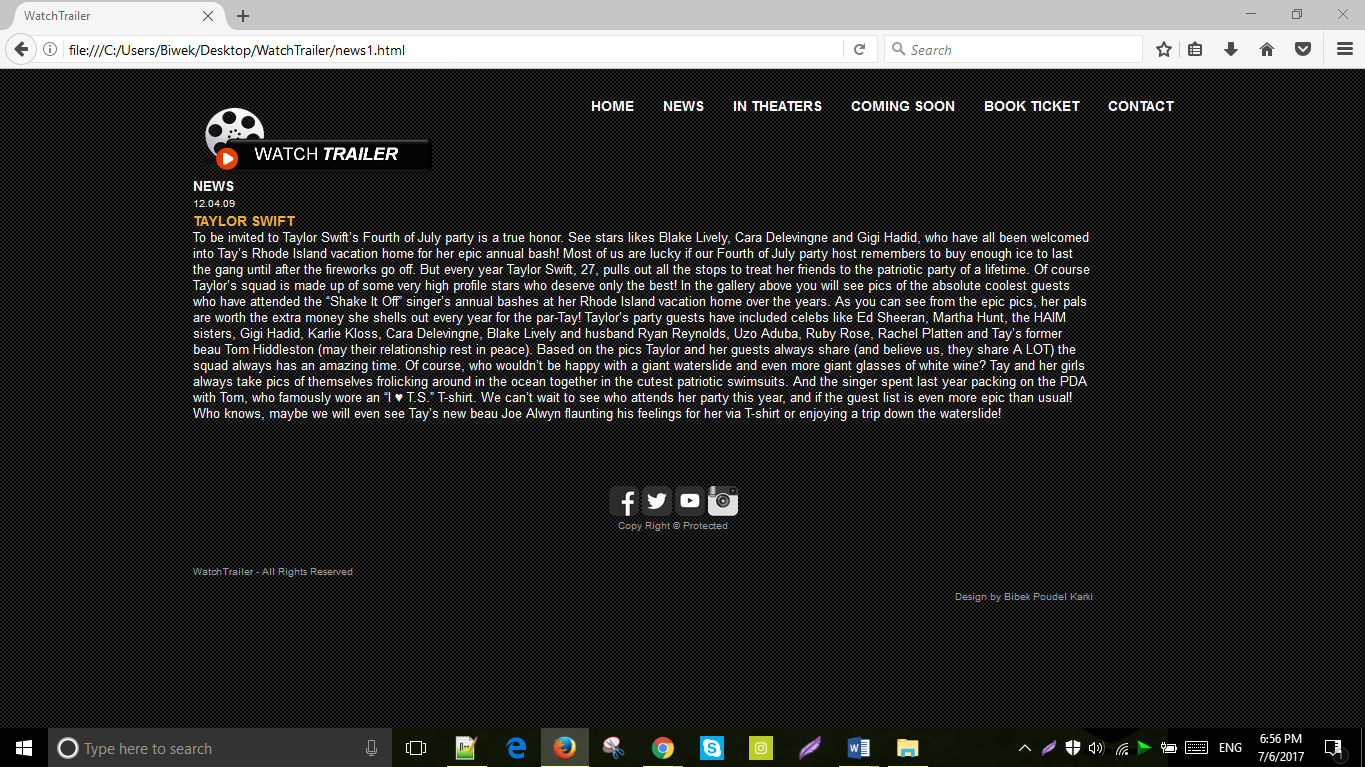 WatchTrailer
file:///C:/Users/Biwek/Desktop/WatchTrailer/news1.html
Search
HOME NEWS IN THEATERS COMING SOON BOOK TICKET CONTACT
WATCH TRAILER
NEWS
12.04.09
TAYLOR SWIFT
To be invited to Taylor Swift’s Fourth of July party is a true honor. See stars likes Blake Lively, Cara Delevingne and Gigi Hadid, who have all been welcomed
into Tay’s Rhode Island vacation home for her epic annual bash! Most of us are lucky if our Fourth of July party host remembers to buy enough ice to last
the gang until after the fireworks go off. But every year Taylor Swift, 27, pulls out all the stops to treat her friends to the patriotic party of a lifetime. Of course
Taylor’s squad is made up of some very high profile stars who deserve only the best! In the gallery above you will see pics of the absolute coolest guests
who have attended the “Shake It Off” singer’s annual bashes at her Rhode Island vacation home over the years. As you can see from the epic pics, her pals
are worth the extra money she shells out every year for the par-Tay! Taylor’s party guests have included celebs like Ed Sheeran, Martha Hunt, the HAIM
sisters, Gigi Hadid, Karlie Kloss, Cara Delevingne, Blake Lively and husband Ryan Reynolds, Uzo Aduba, Ruby Rose, Rachel Platten and Tay’s former
beau Tom Hiddleston (may their relationship rest in peace). Based on the pics Taylor and her guests always share (and believe us, they share A LOT) the
squad always has an amazing time. Of course, who wouldn’t be happy with a giant waterslide and even more giant glasses of white wine? Tay and her girls
always take pics of themselves frolicking around in the ocean together in the cutest patriotic swimsuits. And the singer spent last year packing on the PDA
with Tom, who famously wore an “I ♥ T.S.” T-shirt. We can’t wait to see who attends her party this year, and if the guest list is even more epic than usual!
Who knows, maybe we will even see Tay’s new beau Joe Alwyn flaunting his feelings for her via T-shirt or enjoying a trip down the waterslide!
Copy Right © Protected
WatchTrailer - All Rights Reserved
Design by Bibek Poudel Karki
Type here to search
ENG
6:56 PM
7/6/2017